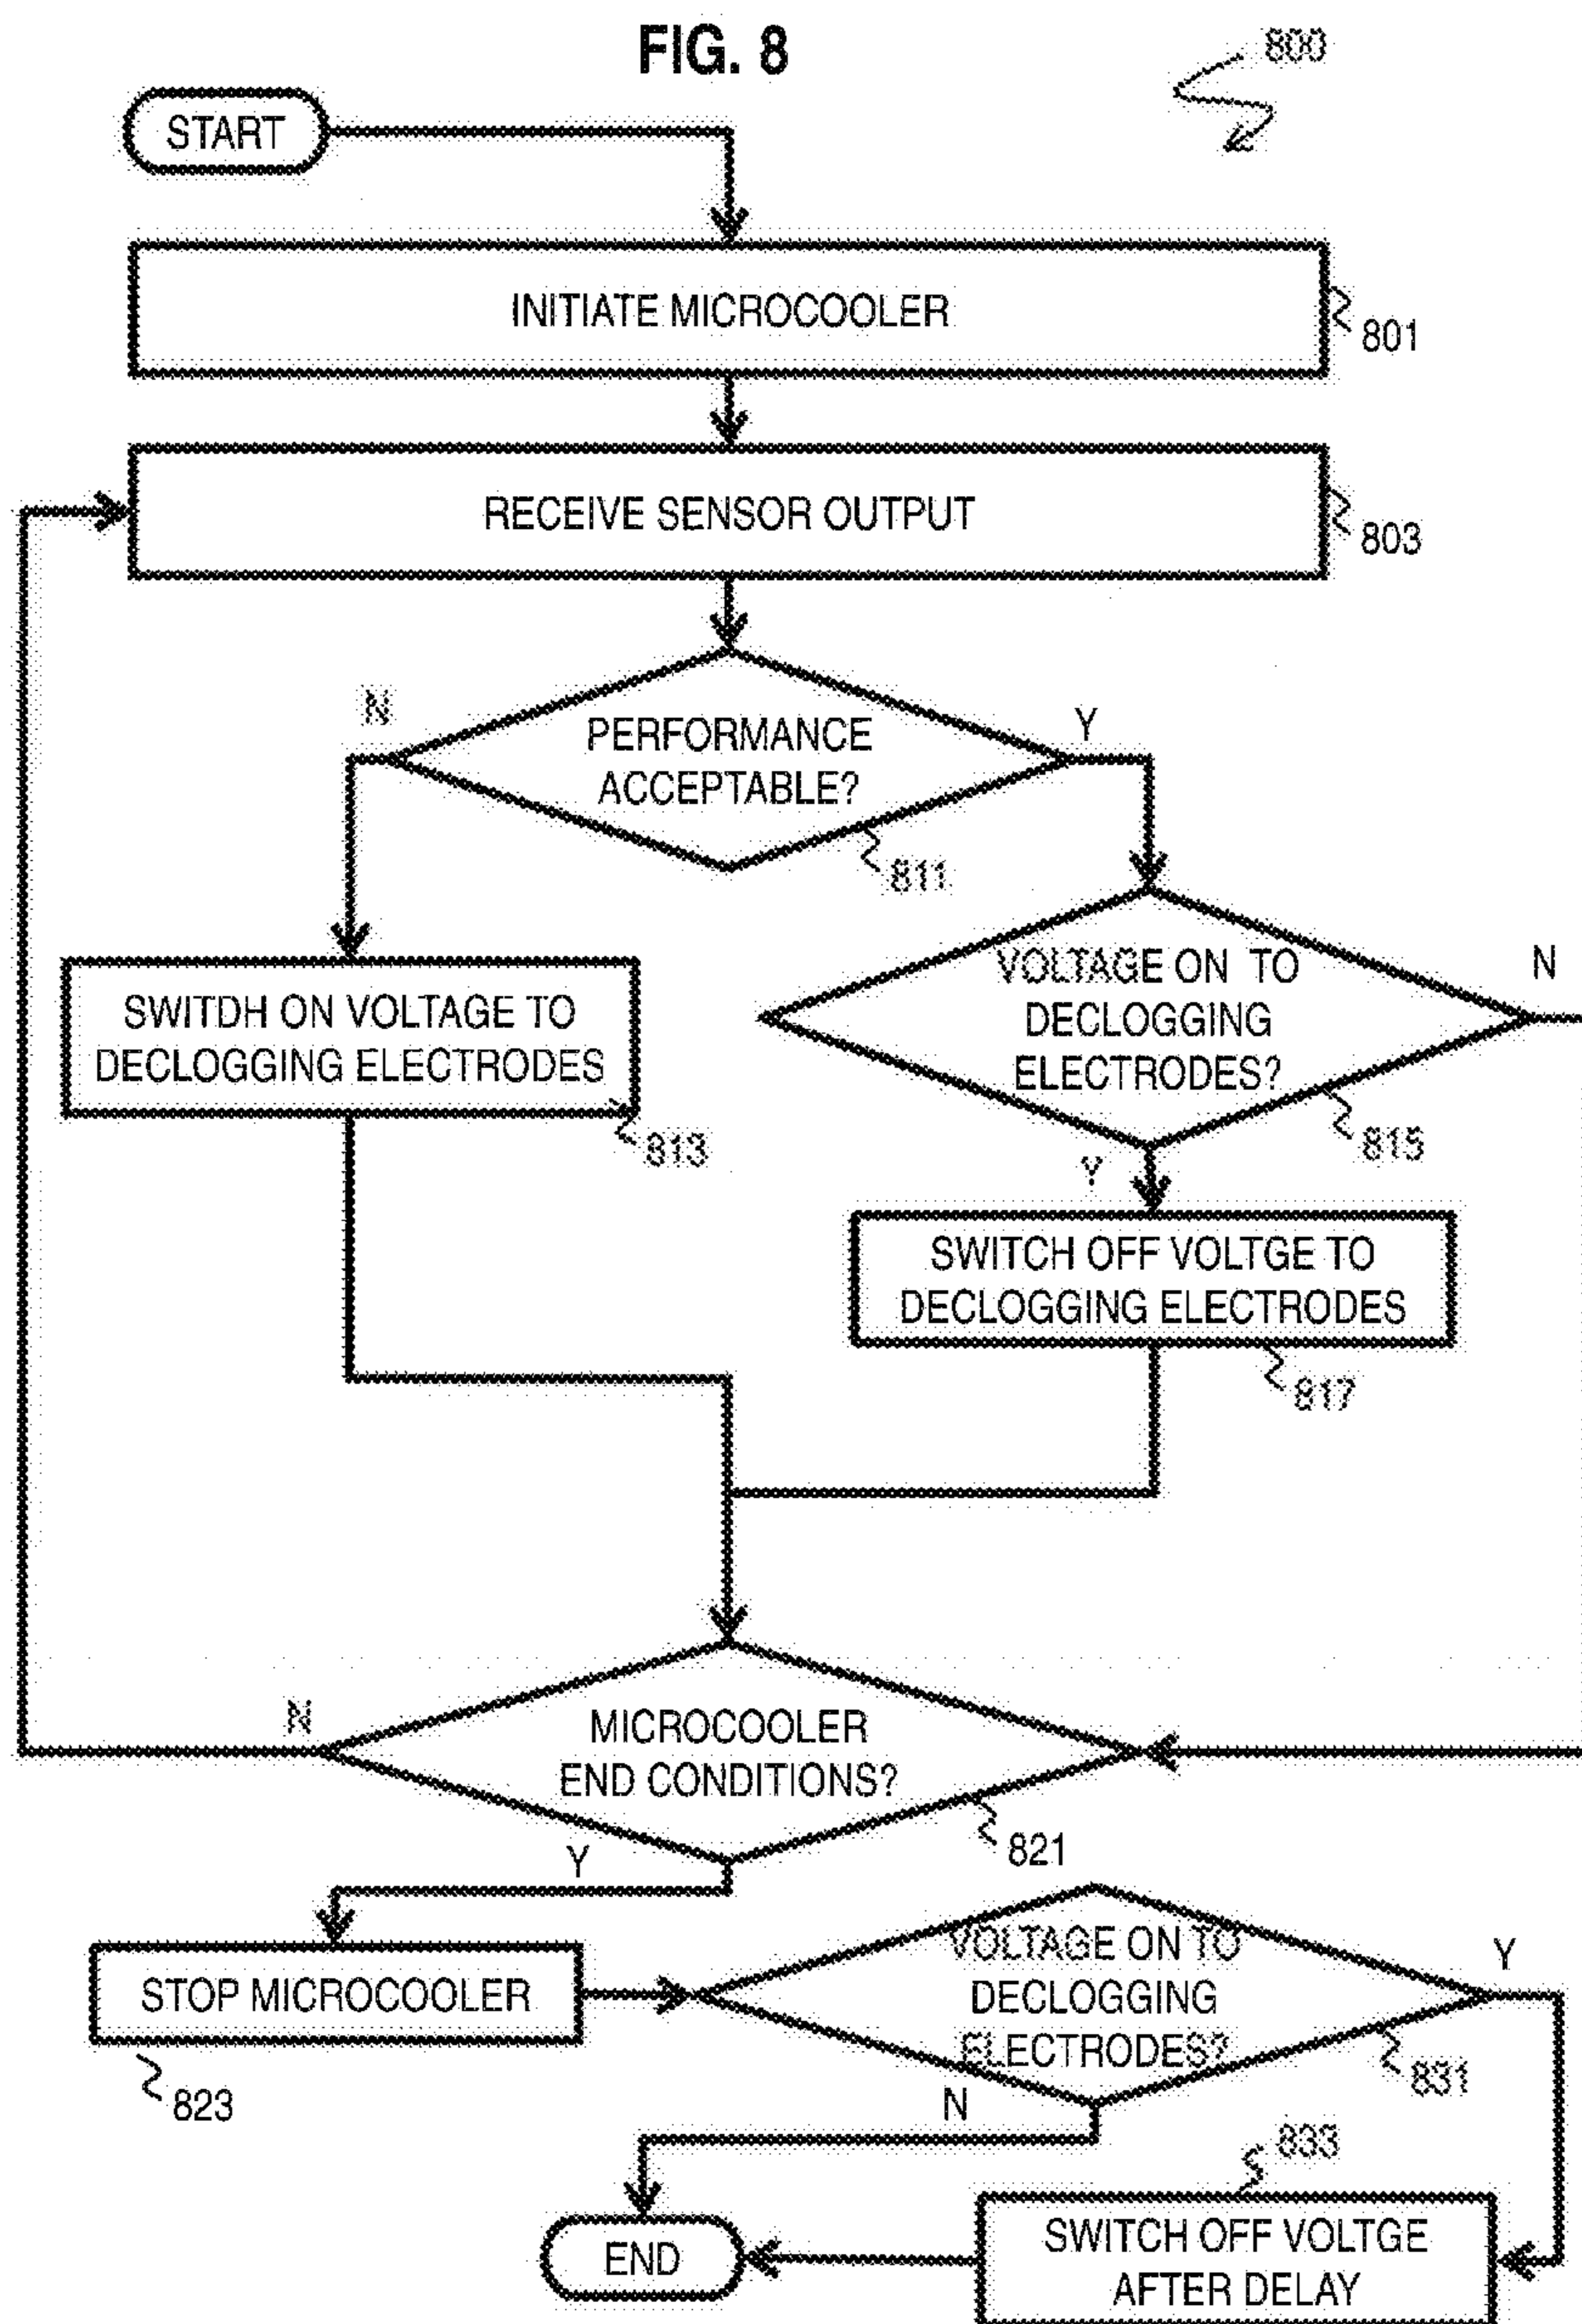 FIG. 8
800
START
INITIATE MICROCOOLER
801
RECEIVE SENSOR OUTPUT
803
N
PERFORMANCE
ACCEPTABLE?
Y
811
SWITDH ON VOLTAGE TO
DECLOGGING ELECTRODES
813
VOLTAGE ON TO
DECLOGGING
ELECTRODES?
N
815
Y
SWITCH OFF VOLTGE TO
DECLOGGING ELECTRODES
817
N
MICROCOOLER
END CONDITIONS?
821
Y
STOP MICROCOOLER
823
VOLTAGE ON TO
DECLOGGING
ELECTRODES?
Y
831
N
833
END
SWITCH OFF VOLTGE
AFTER DELAY